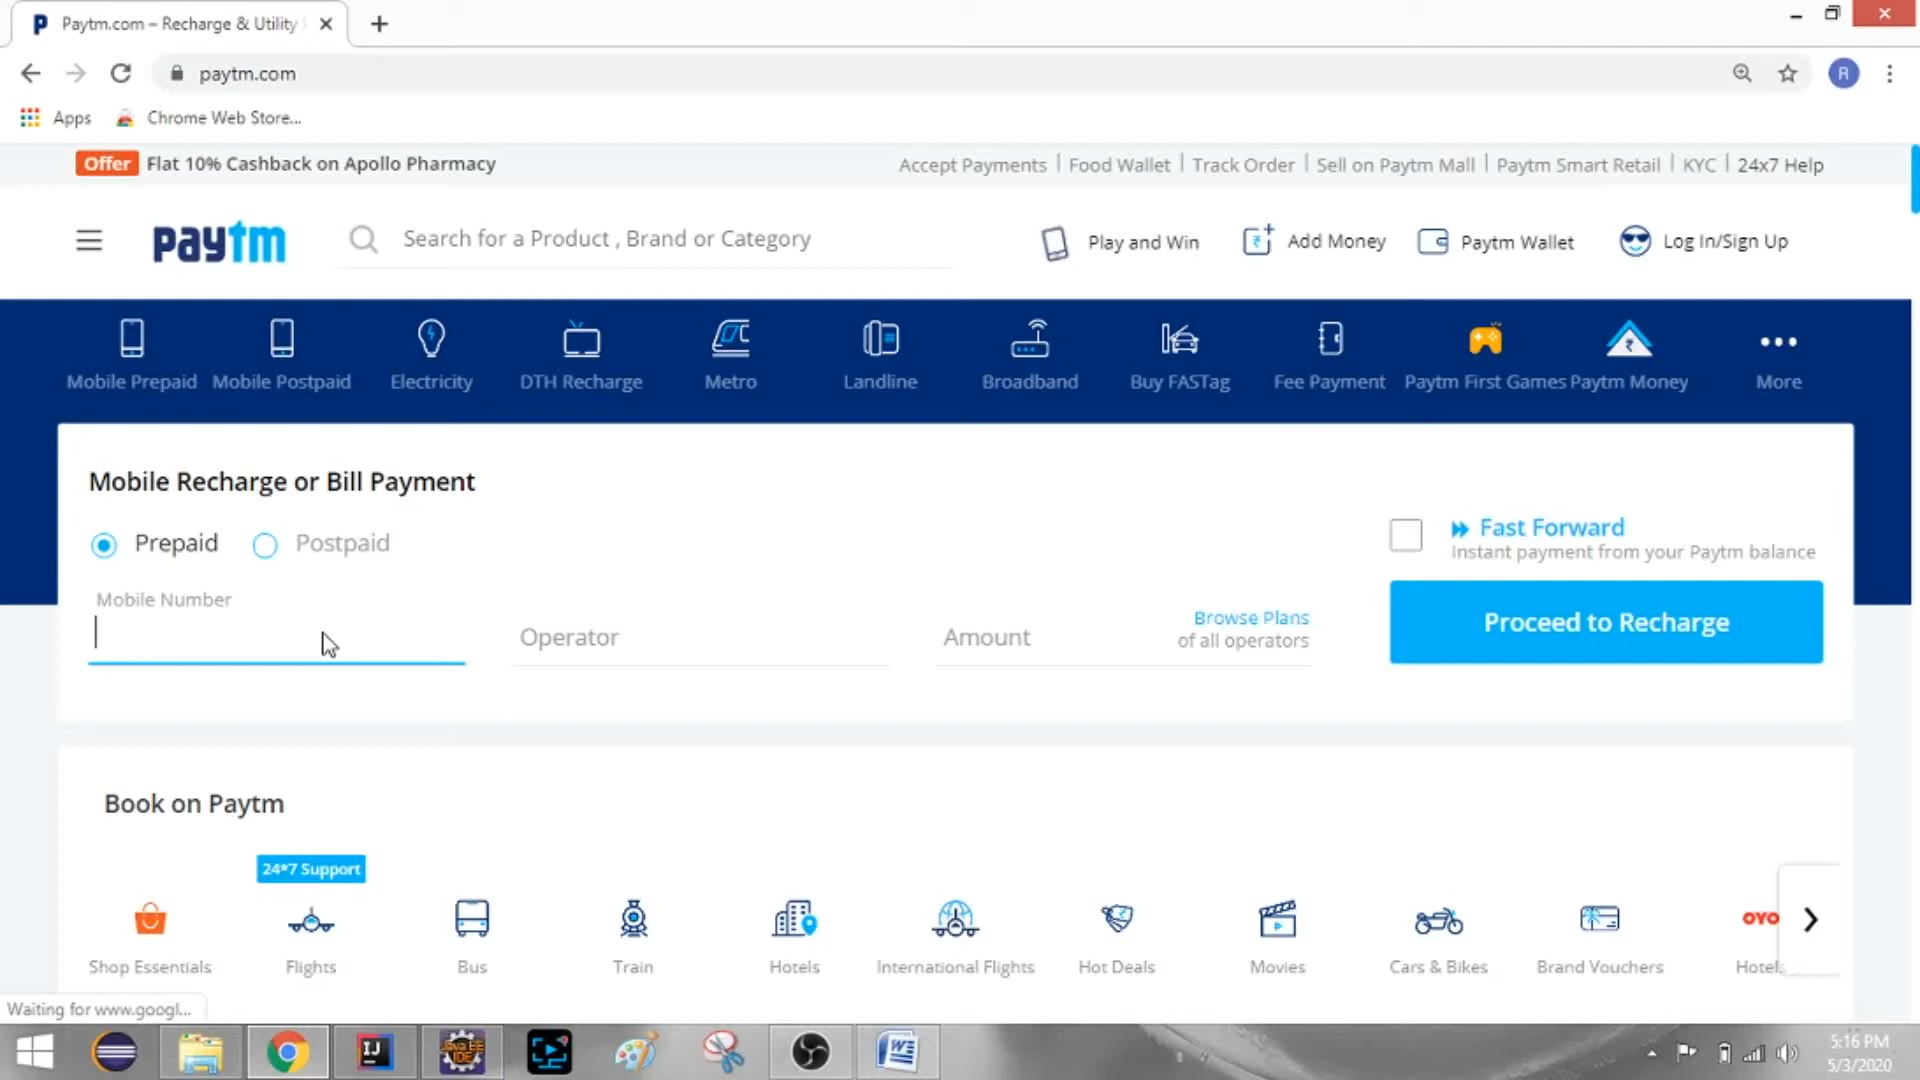 Paytm.com – Recharge & Utility
paytm.com
R
Apps Chrome Web Store...
Offer Flat 10% Cashback on Apollo Pharmacy
Accept Payments | Food Wallet | Track Order | Sell on Paytm Mall | Paytm Smart Retail | KYC | 24x7 Help
paytm
Search for a Product , Brand or Category
Play and Win Add Money Paytm Wallet Log In/Sign Up
Mobile Prepaid Mobile Postpaid Electricity DTH Recharge Metro Landline Broadband Buy FASTag Fee Payment Paytm First Games Paytm Money More
Mobile Recharge or Bill Payment
Prepaid Postpaid
Fast Forward
Instant payment from your Paytm balance
Mobile Number
Operator
Amount
Browse Plans
of all operators
Proceed to Recharge
Book on Paytm
24*7 Support
OYO
Shop Essentials Flights Bus Train Hotels International Flights Hot Deals Movies Cars & Bikes Brand Vouchers Hotel
Waiting for www.googl...
IJ Java EE IDE W
5:16 PM
5/3/2020